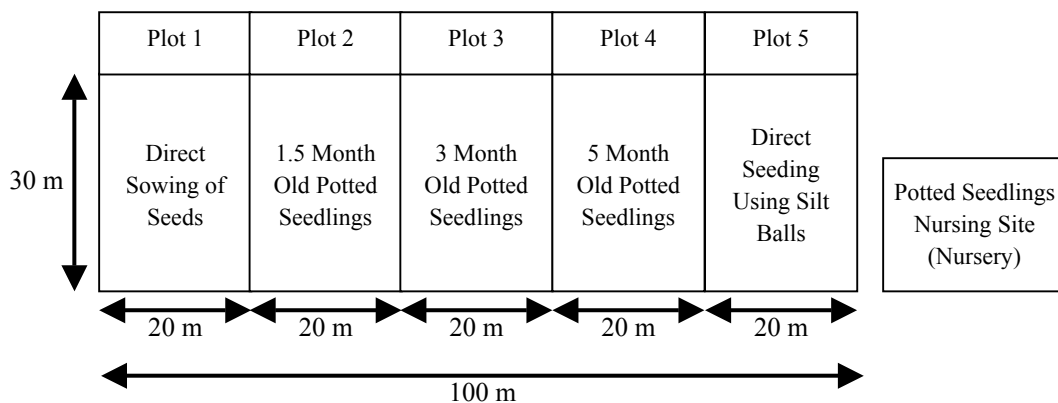 Plot 1
Plot 2
Plot 3
Plot 4
Plot 5
Direct
Sowing of
Seeds
1.5 Month
Old Potted
Seedlings
3 Month
Old Potted
Seedlings
5 Month
Old Potted
Seedlings
Direct
Seeding
Using Silt
Balls
30 m
Potted Seedlings
Nursing Site
(Nursery)
20 m
20 m
20 m
20 m
20 m
100 m